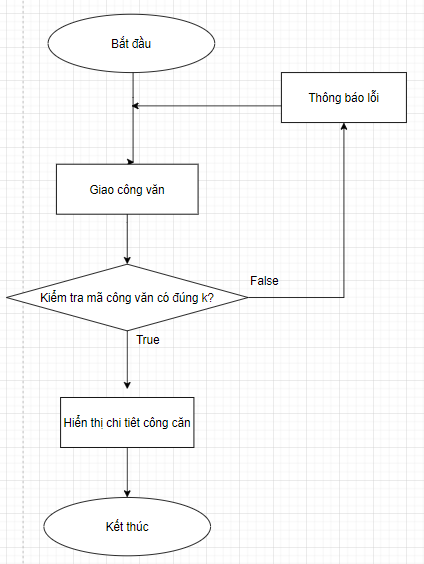 Bắt đầu
Thông báo lỗi
Giao công văn
Kiểm tra mã công văn có đúng k?
False
True
Hiển thị chi tiêt công căn
Kết thúc